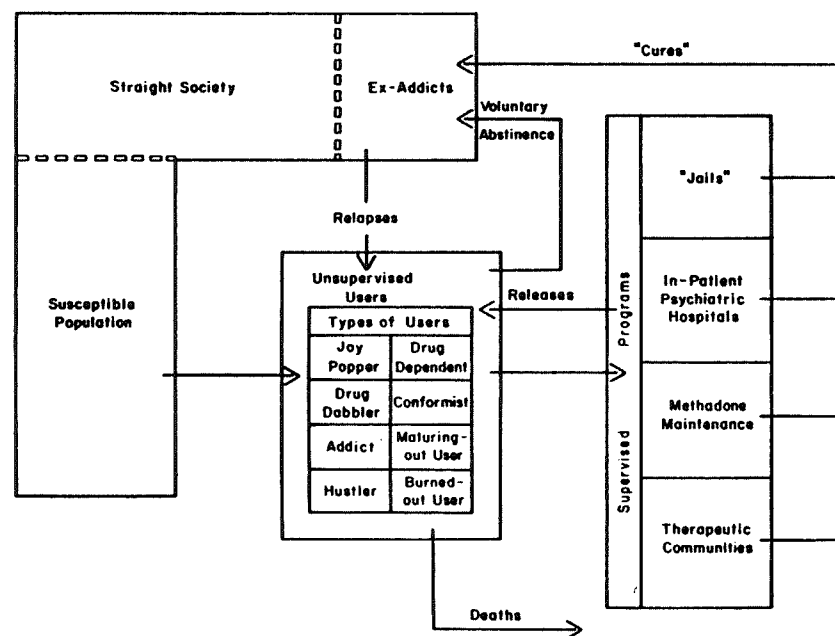 Straight Society
Ex-Addicts
"Cures"
Voluntary
Abstinence
"Jails"
Relapses
Susceptible
Population
Unsupervised
Users
Releases
Types of Users
Joy
Popper
Drug
Dependent
Drug
Dabbler
Conformist
Addict
Maturing-
out User
Hustler
Burned-
out User
Supervised Programs
In-Patient
Psychiatric
Hospitals
Methadone
Maintenance
Therapeutic
Communities
Deaths